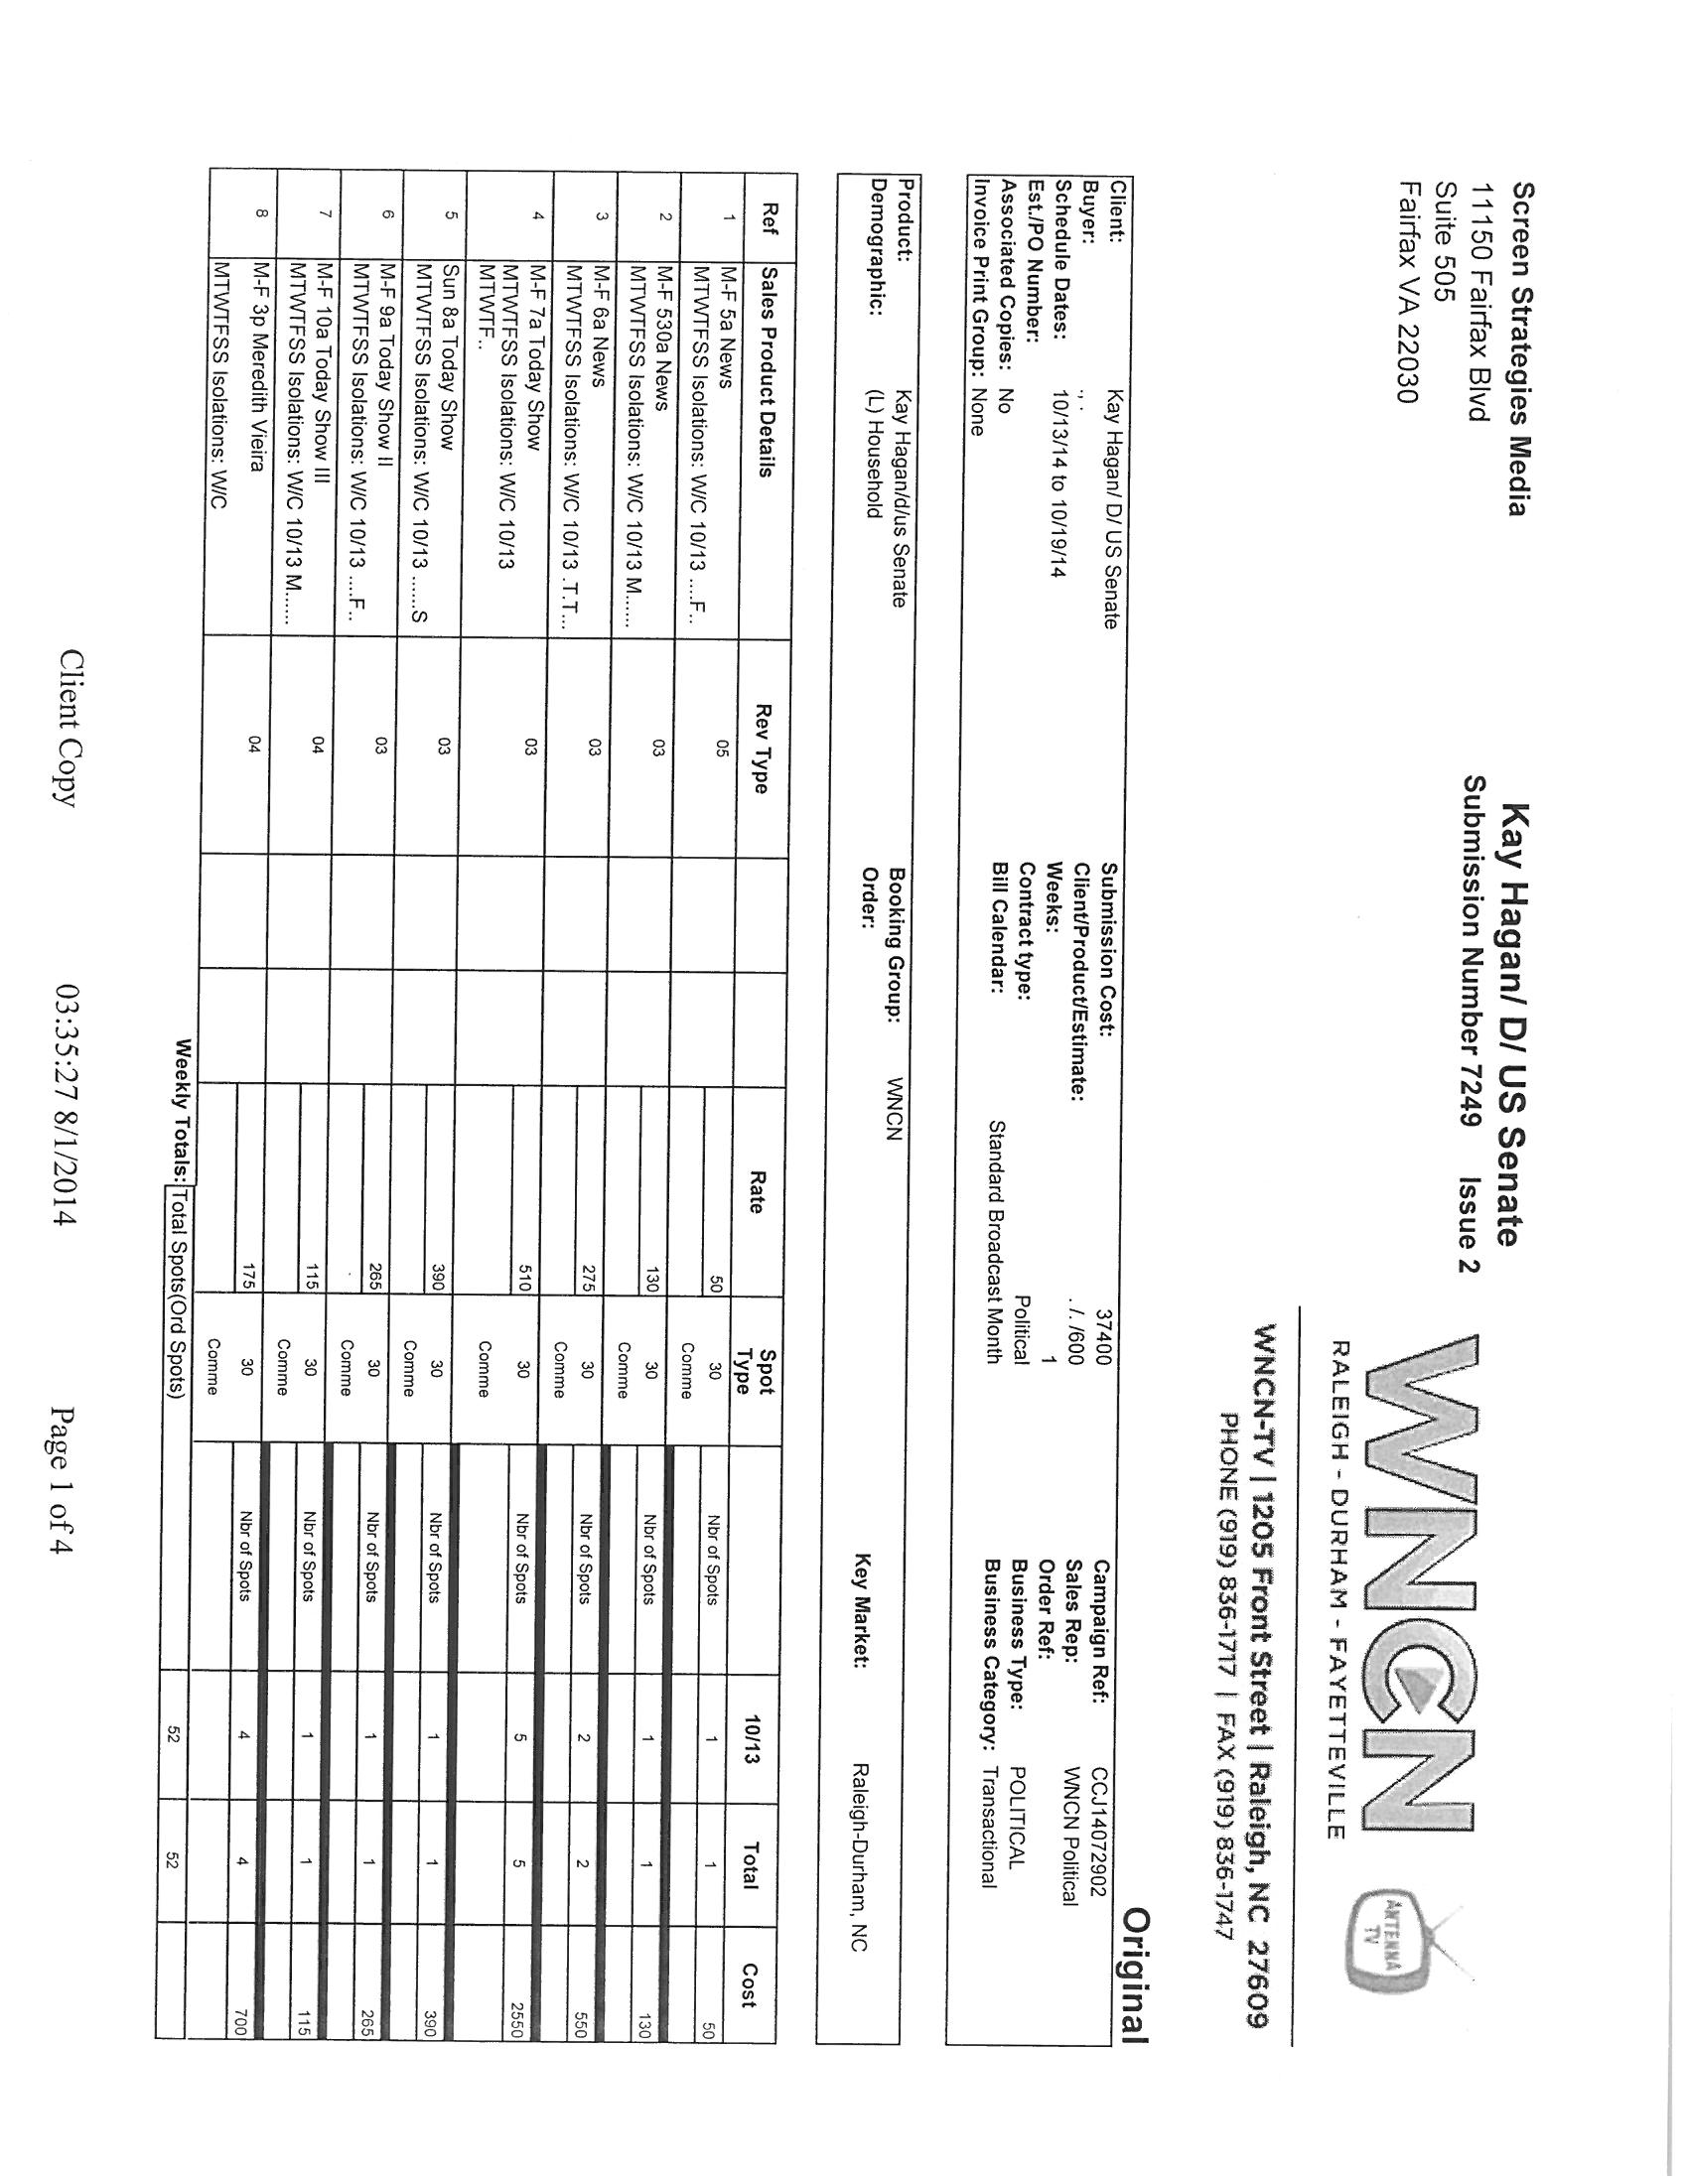 Screen Strategies Media
11150 Fairfax Blvd
Suite 505
Fairfax VA 22030
Kay Hagan/ D/ US Senate
Submission Number 7249 Issue 2
WNCN
RALEIGH - DURHAM - FAYETTEVILLE
ANTENNA TV
WNCN-TV | 1205 Front Street | Raleigh, NC 27609
PHONE (919) 836-1717 | FAX (919) 836-1747
Original
Client: Kay Hagan/ D/ US Senate Submission Cost: 37400 Campaign Ref: CCJ14072902
Buyer: ., . Client/Product/Estimate: . /. /600 Sales Rep: WNCN Political
Schedule Dates: 10/13/14 to 10/19/14 Weeks: 1 Order Ref:
Est./PO Number: Contract type: Political Business Type: POLITICAL
Associated Copies: No Bill Calendar: Standard Broadcast Month Business Category: Transactional
Invoice Print Group: None
Product: Kay Hagan/d/us Senate Booking Group: WNCN Key Market: Raleigh-Durham, NC
Demographic: (L) Household Order:
Ref Sales Product Details Rev Type Rate Spot Type 10/13 Total Cost
1 M-F 5a News 05 50 30 Nbr of Spots 1 1 50
MTWTFSS Isolations: W/C 10/13 ....F.. Comme
2 M-F 530a News 03 130 30 Nbr of Spots 1 1 130
MTWTFSS Isolations: W/C 10/13 M...... Comme
3 M-F 6a News 03 275 30 Nbr of Spots 2 2 550
MTWTFSS Isolations: W/C 10/13 .T.T... Comme
4 M-F 7a Today Show 03 510 30 Nbr of Spots 5 5 2550
MTWTFSS Isolations: W/C 10/13
MTWTF.. Comme
5 Sun 8a Today Show 03 390 30 Nbr of Spots 1 1 390
MTWTFSS Isolations: W/C 10/13 ......S Comme
6 M-F 9a Today Show II 03 265 30 Nbr of Spots 1 1 265
MTWTFSS Isolations: W/C 10/13 ....F.. Comme
7 M-F 10a Today Show III 04 115 30 Nbr of Spots 1 1 115
MTWTFSS Isolations: W/C 10/13 M...... Comme
8 M-F 3p Meredith Vieira 04 175 30 Nbr of Spots 4 4 700
MTWTFSS Isolations: W/C Comme
Weekly Totals: Total Spots(Ord Spots) 52 52
Client Copy 03:35:27 8/1/2014 Page 1 of 4